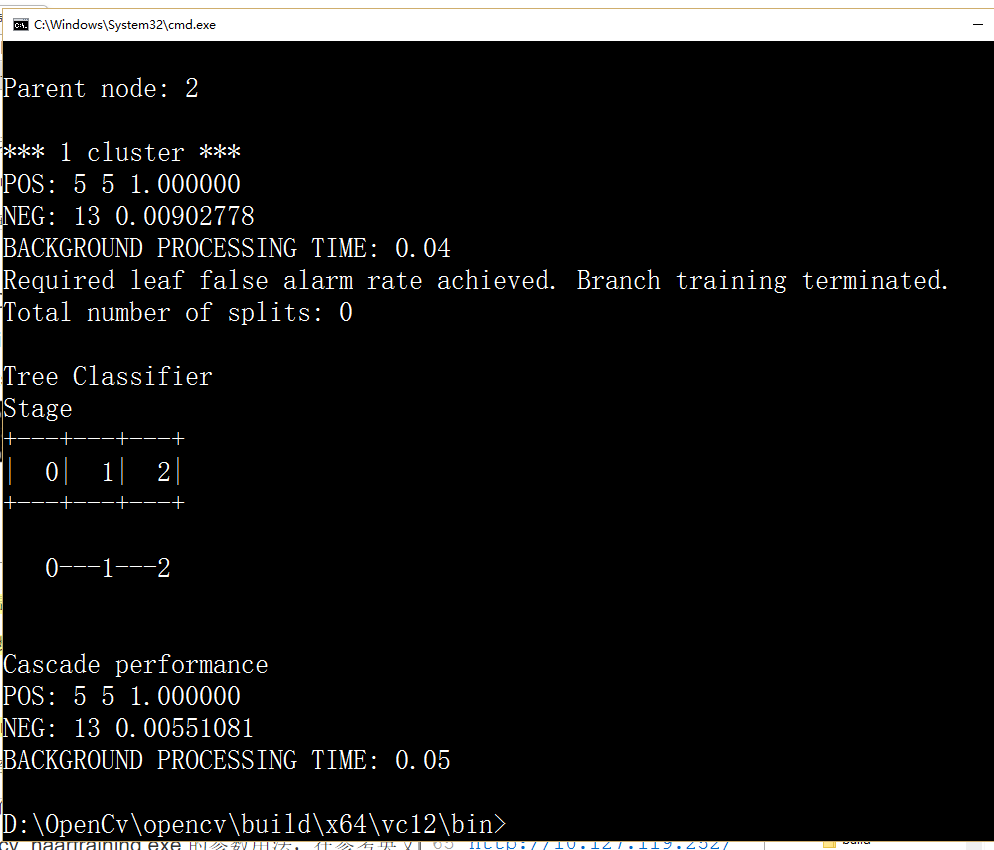 C:\Windows\System32\cmd.exe
Parent node: 2
*** 1 cluster ***
POS: 5 5 1.000000
NEG: 13 0.00902778
BACKGROUND PROCESSING TIME: 0.04
Required leaf false alarm rate achieved. Branch training terminated.
Total number of splits: 0
Tree Classifier
Stage
+---+---+---+
|  0|  1|  2|
+---+---+---+
0---1---2
Cascade performance
POS: 5 5 1.000000
NEG: 13 0.00551081
BACKGROUND PROCESSING TIME: 0.05
D:\OpenCv\opencv\build\x64\vc12\bin>